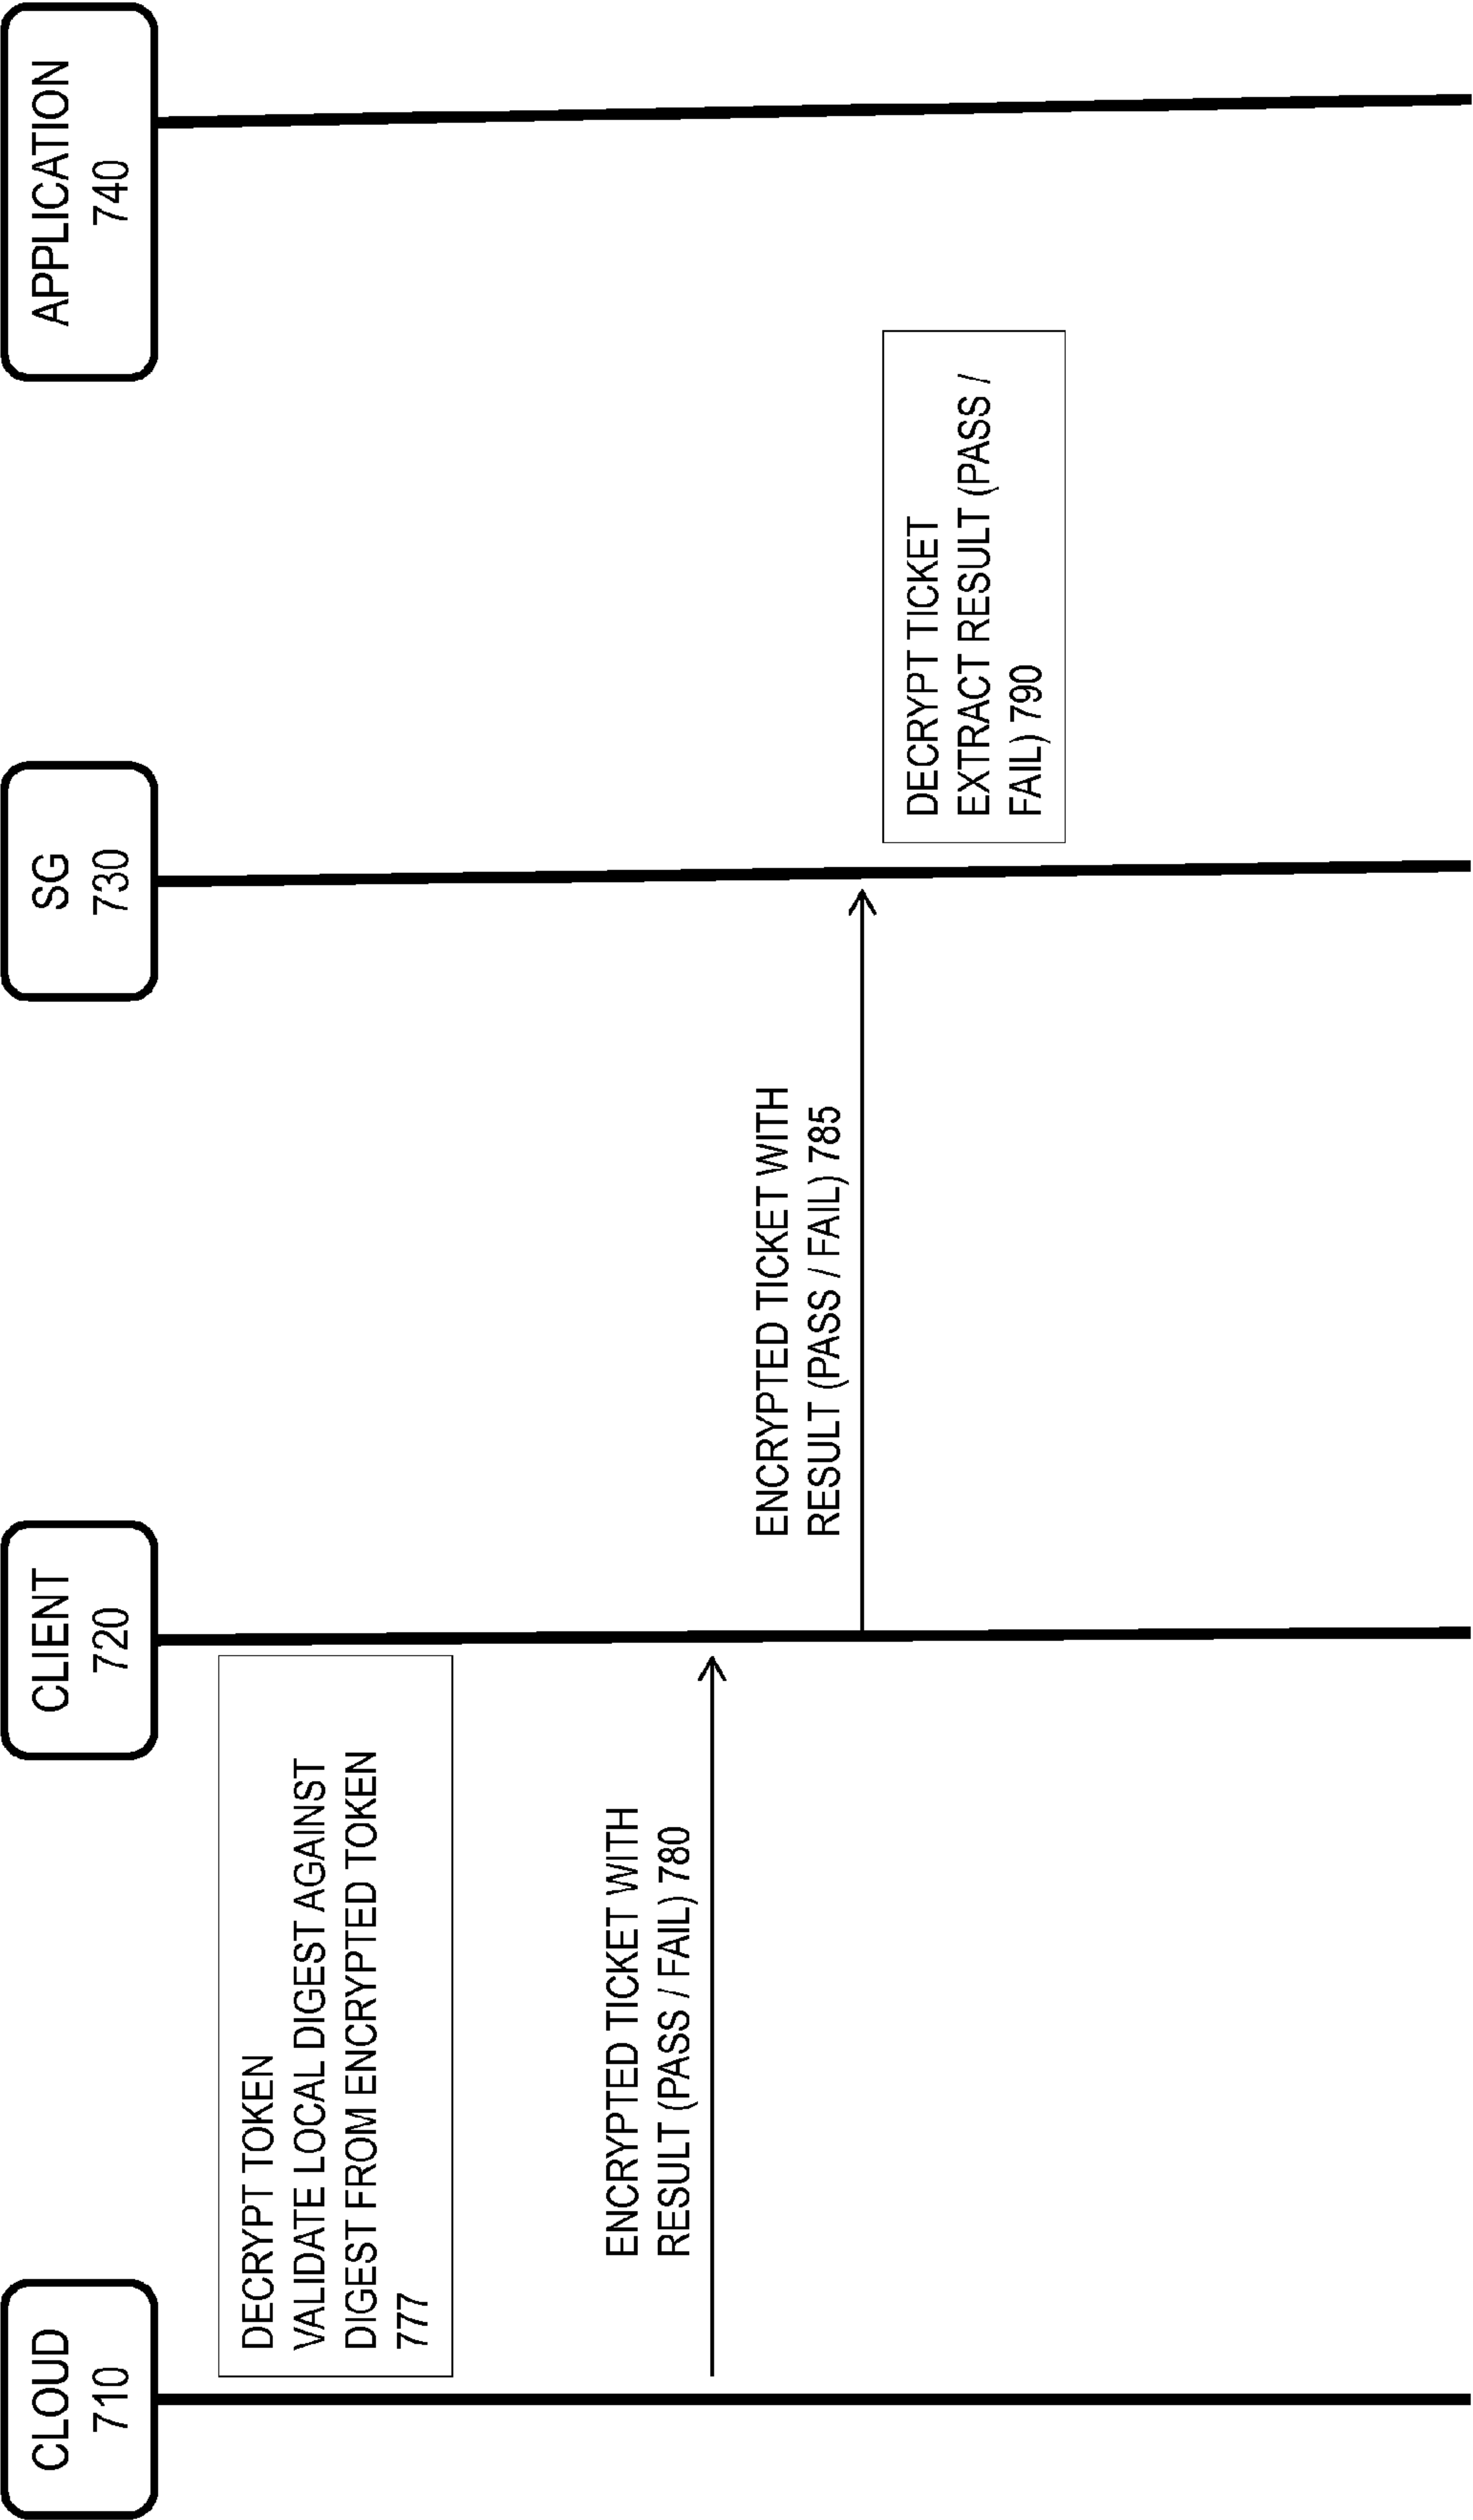 CLOUD
710
CLIENT
720
SG
730
APPLICATION
740
DECRYPT TOKEN
VALIDATE LOCAL DIGEST AGAINST
DIGEST FROM ENCRYPTED TOKEN
777
ENCRYPTED TICKET WITH
RESULT (PASS / FAIL) 780
ENCRYPTED TICKET WITH
RESULT (PASS / FAIL) 785
DECRYPT TICKET
EXTRACT RESULT (PASS /
FAIL) 790